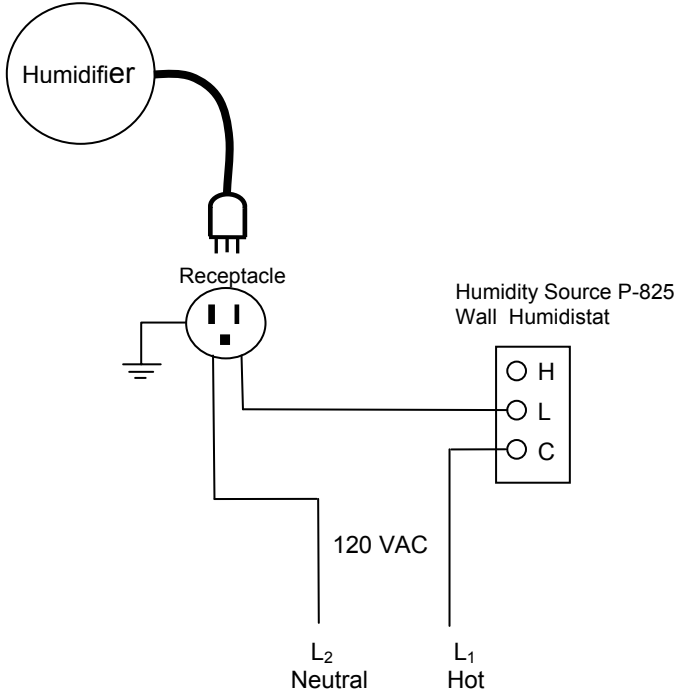 Humidifier
Receptacle
Humidity Source P-825
Wall Humidistat
H
L
C
120 VAC
L₂
Neutral
L₁
Hot